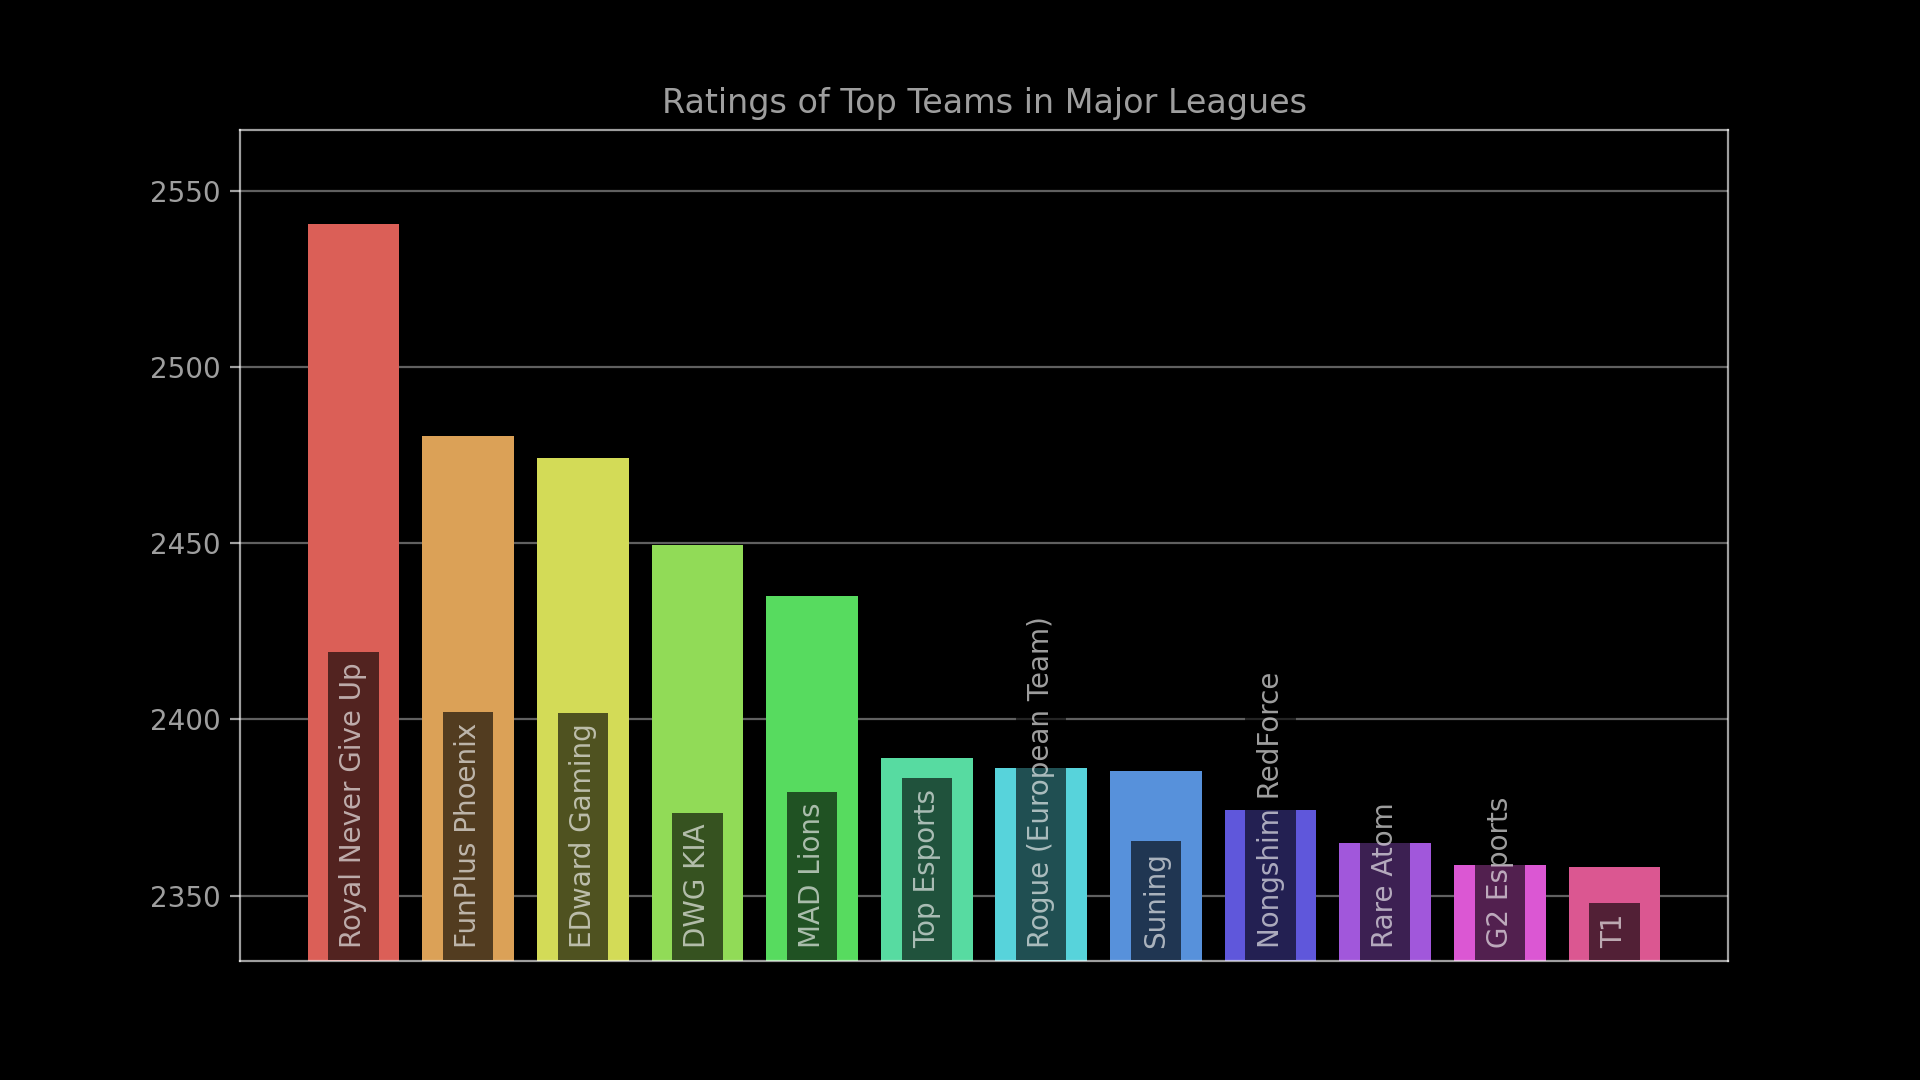 Ratings of Top Teams in Major Leagues
2550
2500
2450
2400
2350
Royal Never Give Up
FunPlus Phoenix
EDward Gaming
DWG KIA
MAD Lions
Top Esports
Rogue (European Team)
Suning
Nongshim RedForce
Rare Atom
G2 Esports
T1